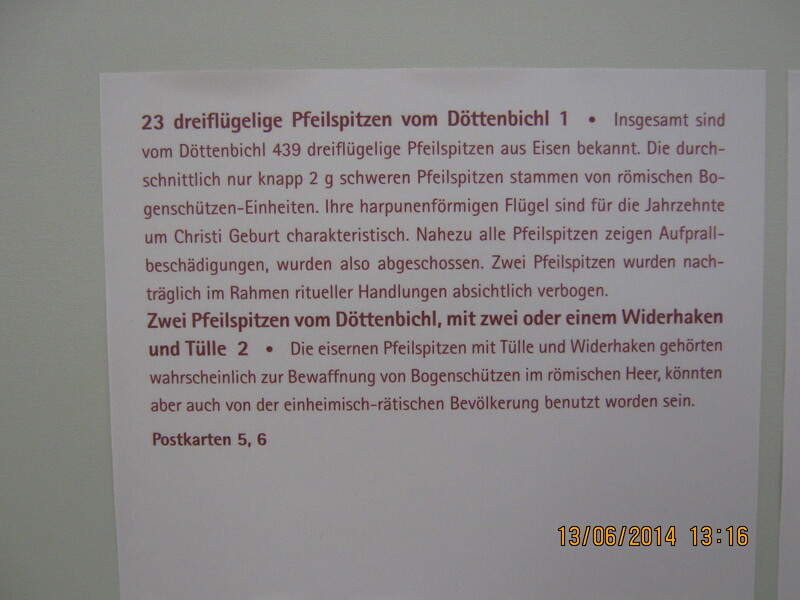 23 dreiflügelige Pfeilspitzen vom Döttenbichl 1 • Insgesamt sind
vom Döttenbichl 439 dreiflügelige Pfeilspitzen aus Eisen bekannt. Die durch-
schnittlich nur knapp 2 g schweren Pfeilspitzen stammen von römischen Bo-
genschützen-Einheiten. Ihre harpunenförmigen Flügel sind für die Jahrzehnte
um Christi Geburt charakteristisch. Nahezu alle Pfeilspitzen zeigen Aufprall-
beschädigungen, wurden also abgeschossen. Zwei Pfeilspitzen wurden nach-
träglich im Rahmen ritueller Handlungen absichtlich verbogen.
Zwei Pfeilspitzen vom Döttenbichl, mit zwei oder einem Widerhaken
und Tülle 2 • Die eisernen Pfeilspitzen mit Tülle und Widerhaken gehörten
wahrscheinlich zur Bewaffnung von Bogenschützen im römischen Heer, könnten
aber auch von der einheimisch-rätischen Bevölkerung benutzt worden sein.
Postkarten 5, 6
13/06/2014 13:16